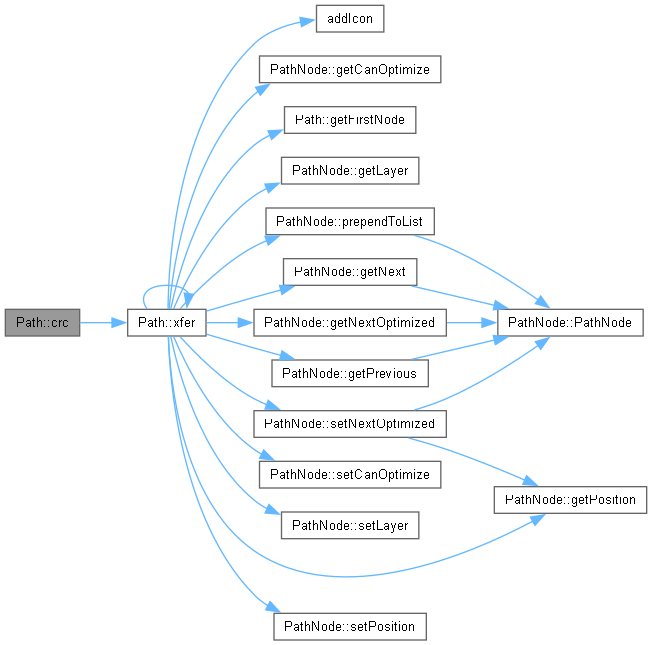 addIcon
PathNode::getCanOptimize
Path::getFirstNode
PathNode::getLayer
PathNode::prependToList
PathNode::getNext
Path::crc
Path::xfer
PathNode::getNextOptimized
PathNode::PathNode
PathNode::getPrevious
PathNode::setNextOptimized
PathNode::setCanOptimize
PathNode::getPosition
PathNode::setLayer
PathNode::setPosition